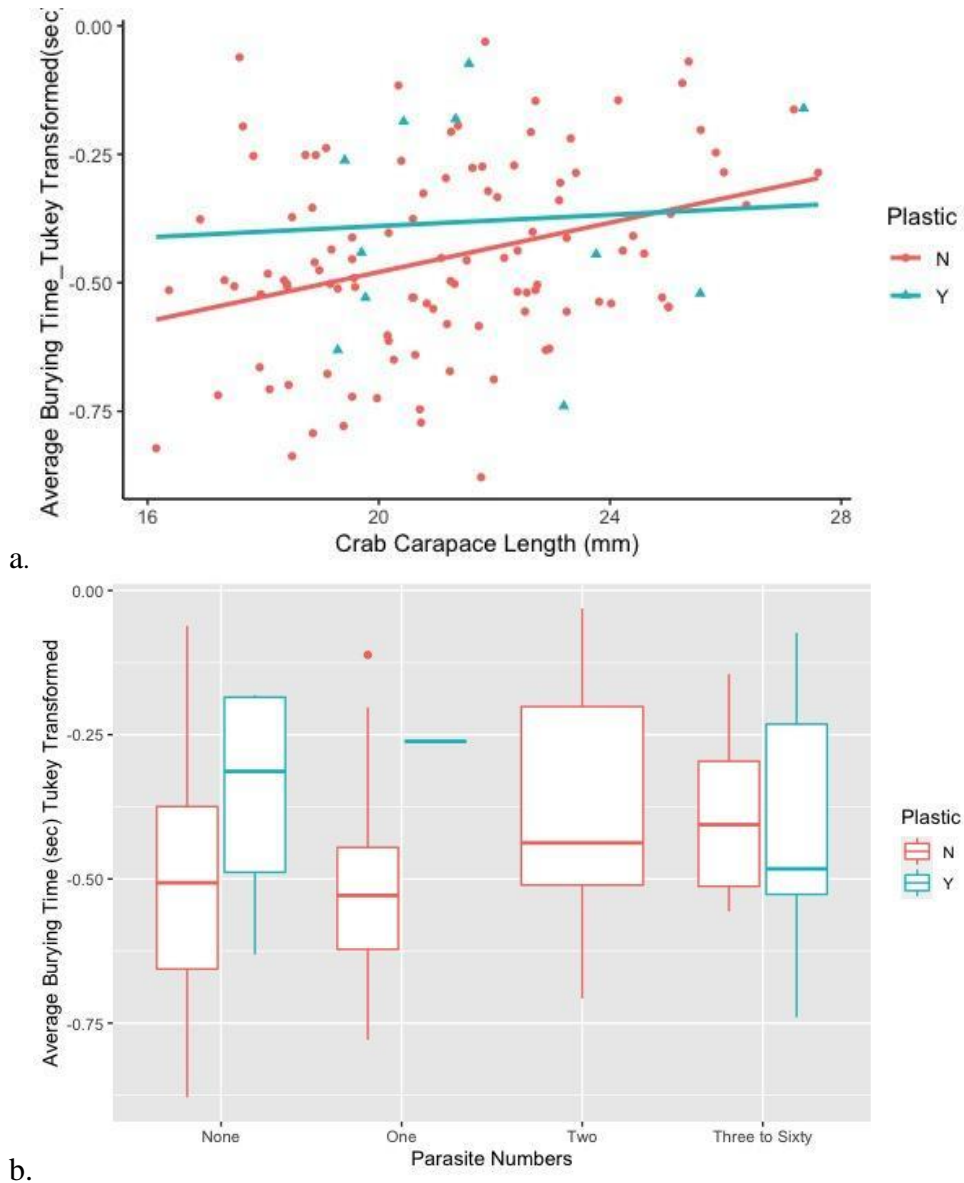 Average Burying Time_Tukey Transformed(sec
0.00
-0.25
-0.50
-0.75
16 20 24 28
Crab Carapace Length (mm)
Plastic
N
Y
a.
Average Burying Time (sec) Tukey Transformed
0.00
-0.25
-0.50
-0.75
None One Two Three to Sixty
Parasite Numbers
Plastic
N
Y
b.